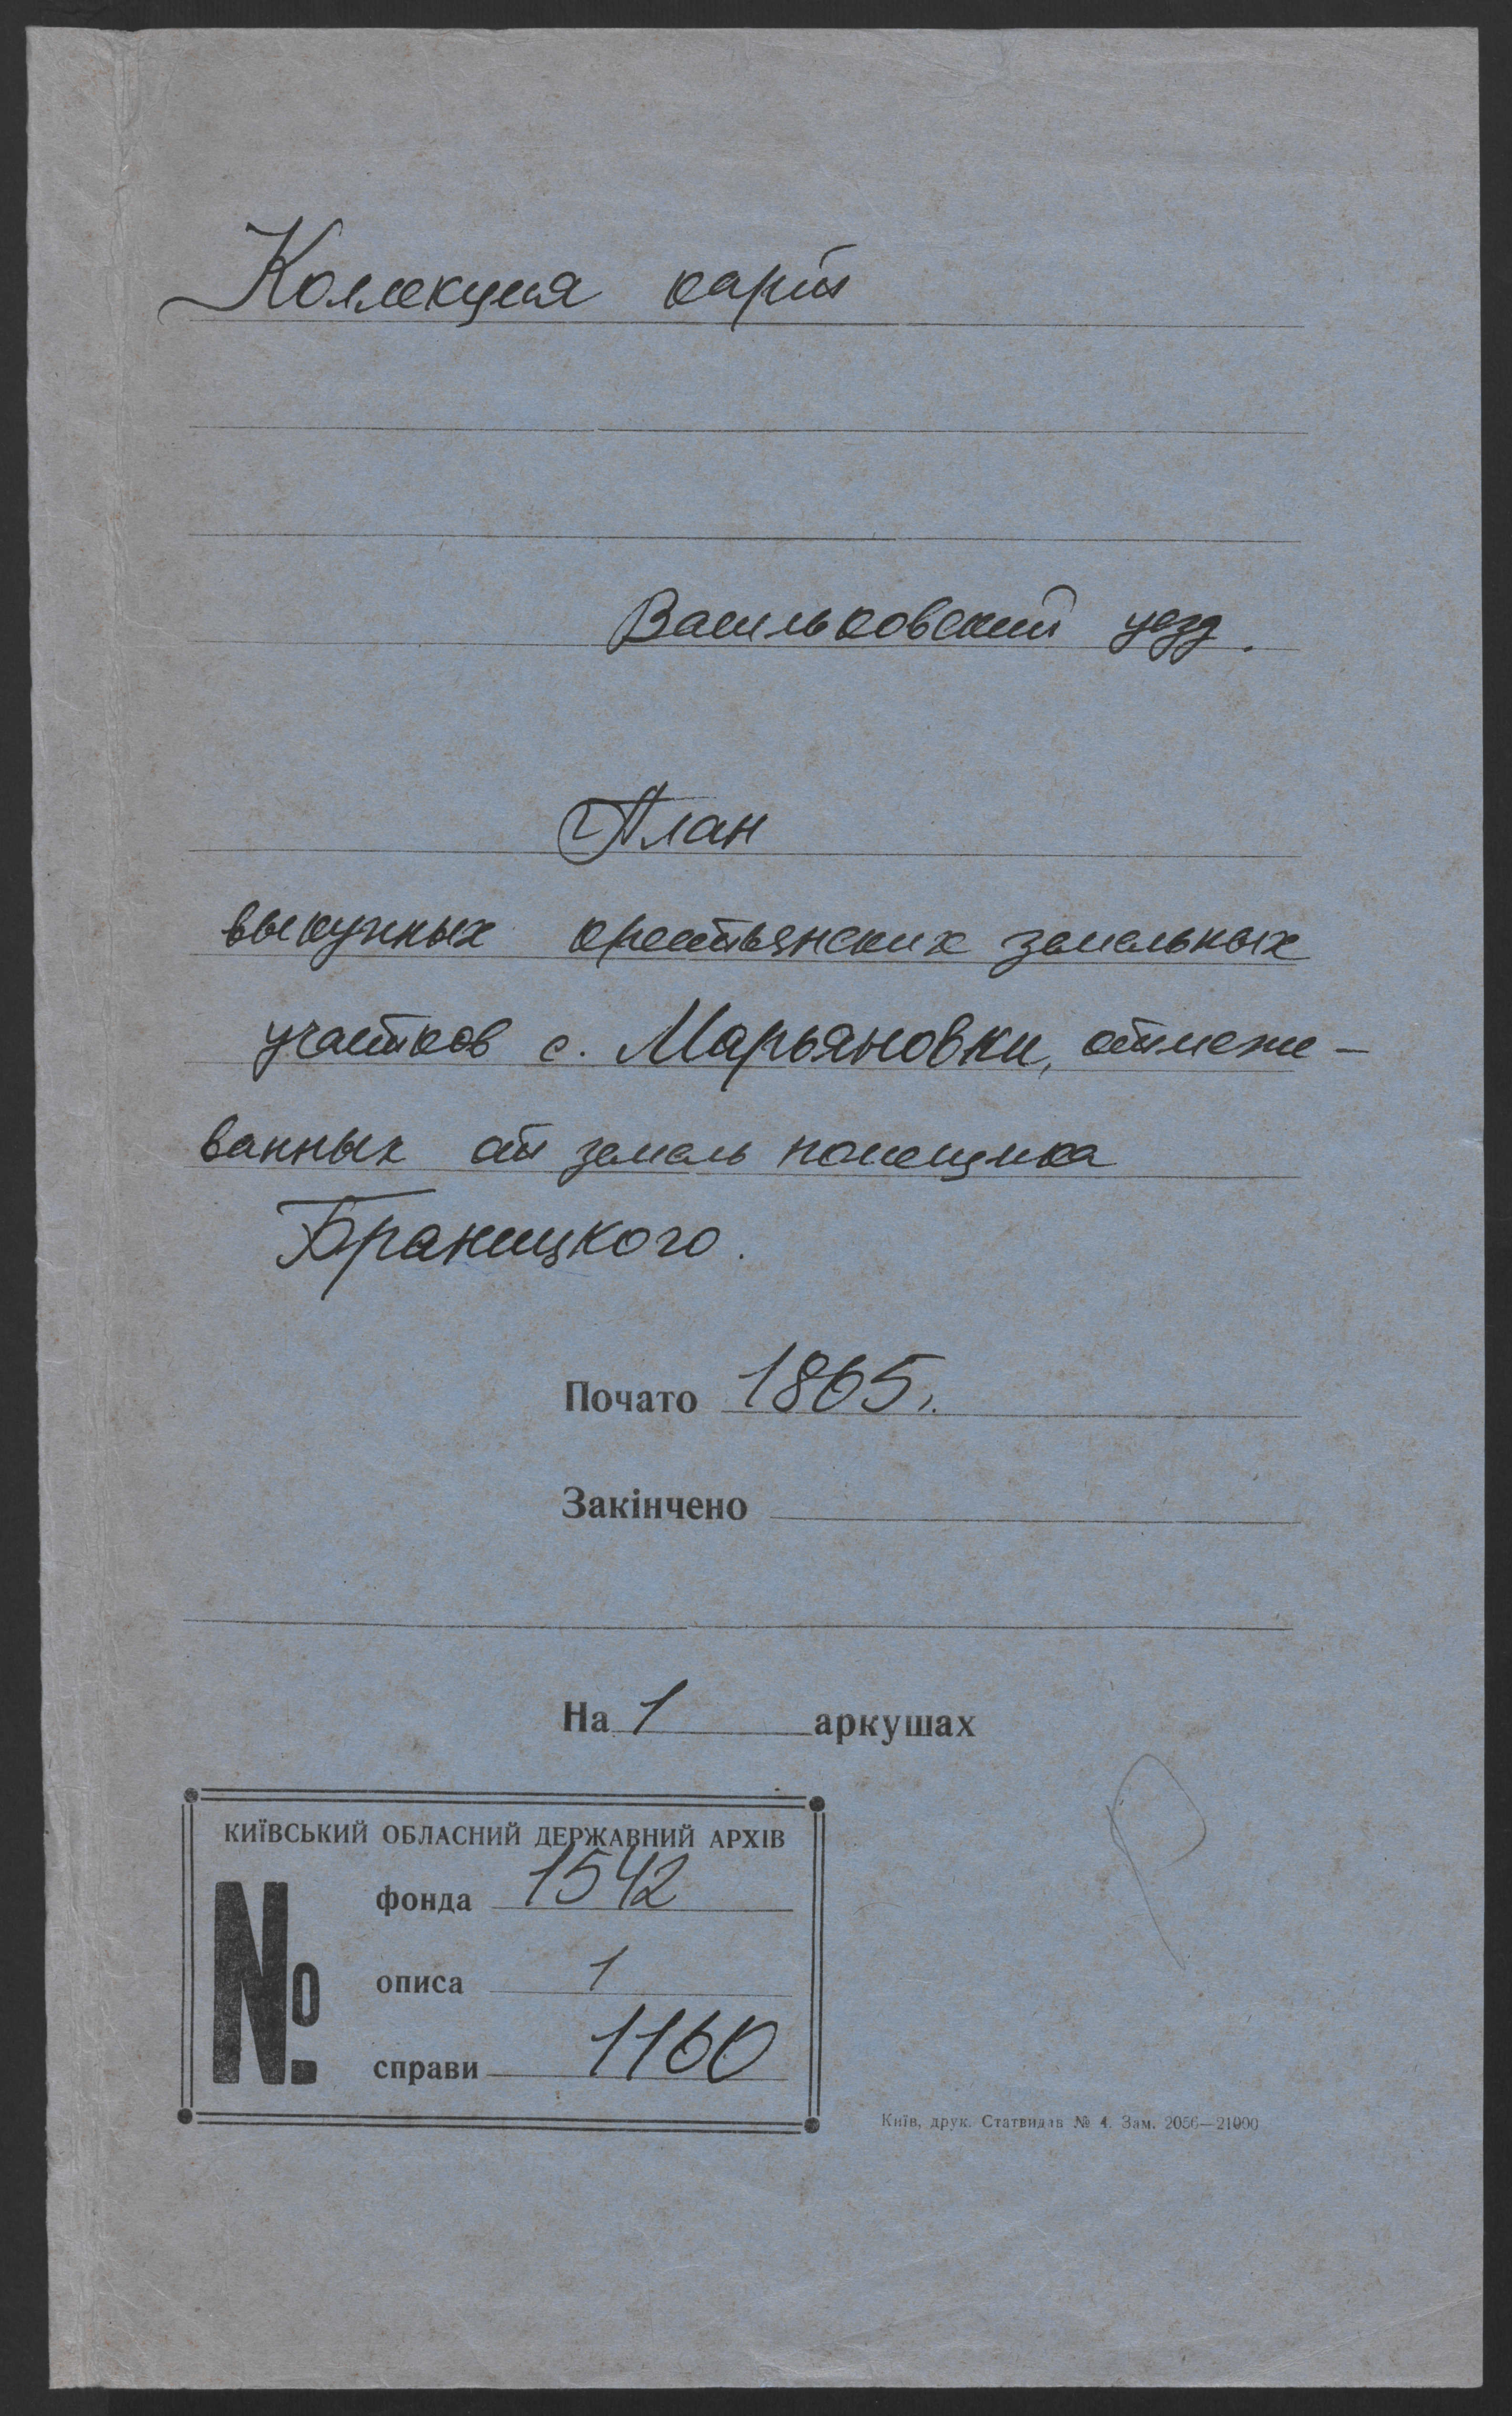 Коллекция карт
Васильковский уезд.
План
выкупных крестьянских земельных
участков с. Марьяновки, отмеже-
ванных от земель помещика
Браницкого.
Почато 1865 г.
Закінчено
На 1 аркушах
КИЇВСЬКИЙ ОБЛАСНИЙ ДЕРЖАВНИЙ АРХІВ
№
фонда 1542
описа 1
справи 1160
Київ, друк. Статвидав № 4. Зам. 2056—21000